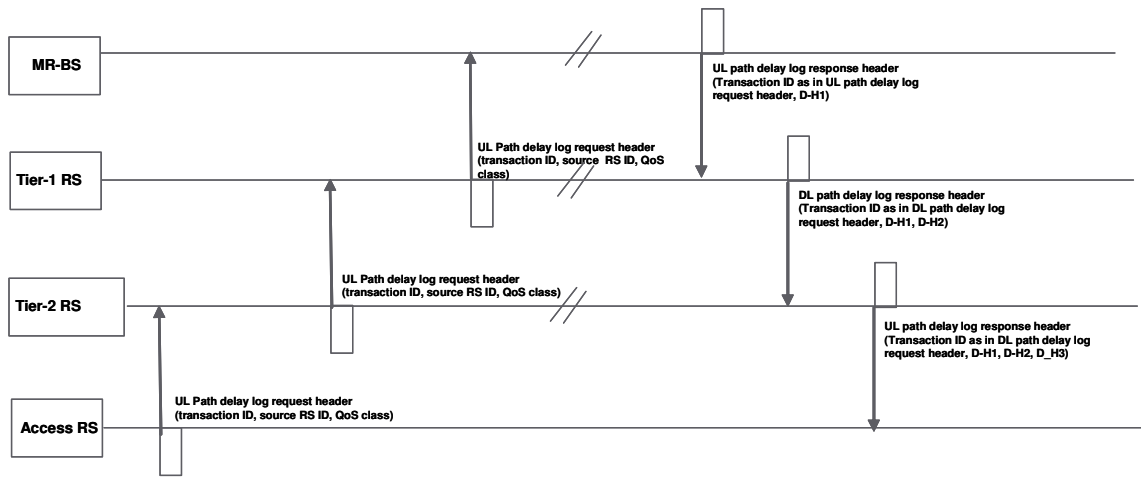 MR-BS
UL path delay log response header
(Transaction ID as in UL path delay log
request header, D-H1)
UL Path delay log request header
(transaction ID, source RS ID, QoS
class)
Tier-1 RS
DL path delay log response header
(Transaction ID as in DL path delay log
request header, D-H1, D-H2)
UL Path delay log request header
(transaction ID, source RS ID, QoS class)
Tier-2 RS
UL path delay log response header
(Transaction ID as in DL path delay log
request header, D-H1, D-H2, D_H3)
UL Path delay log request header
(transaction ID, source RS ID, QoS class)
Access RS